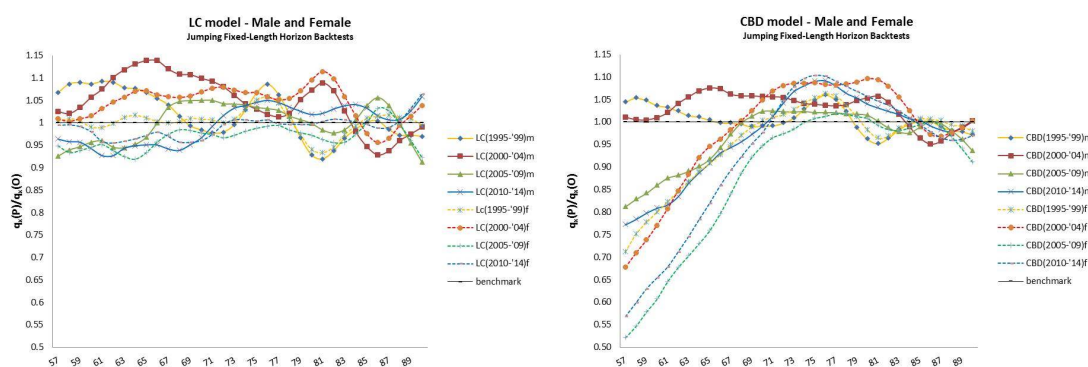 LC model - Male and Female
Jumping Fixed-Length Horizon Backtests
1.15
1.1
1.05
1
0.95
0.9
0.85
0.8
0.75
0.7
0.65
0.6
0.55
0.5
qₓ(P)/qₓ(O)
57 59 61 63 65 67 69 71 73 75 77 79 81 83 85 87 89
LC(1995-'99)m
LC(2000-'04)m
LC(2005-'09)m
LC(2010-'14)m
Lc(1995-'99)f
LC(2000-'04)f
LC(2005-'09)f
LC(2010-'14)f
benchmark
CBD model - Male and Female
Jumping Fixed-Length Horizon Backtests
1.15
1.10
1.05
1.00
0.95
0.90
0.85
0.80
0.75
0.70
0.65
0.60
0.55
0.50
qₓ(P)/qₓ(O)
57 59 61 63 65 67 69 71 73 75 77 79 81 83 85 87 89
CBD(1995-'99)m
CBD(2000-'04)m
CBD(2005-'09)m
CBD(2010-'14)m
CBD(1995-'99)f
CBD(2000-'04)f
CBD(2005-'09)f
CBD(2010-'14)f
benchmark